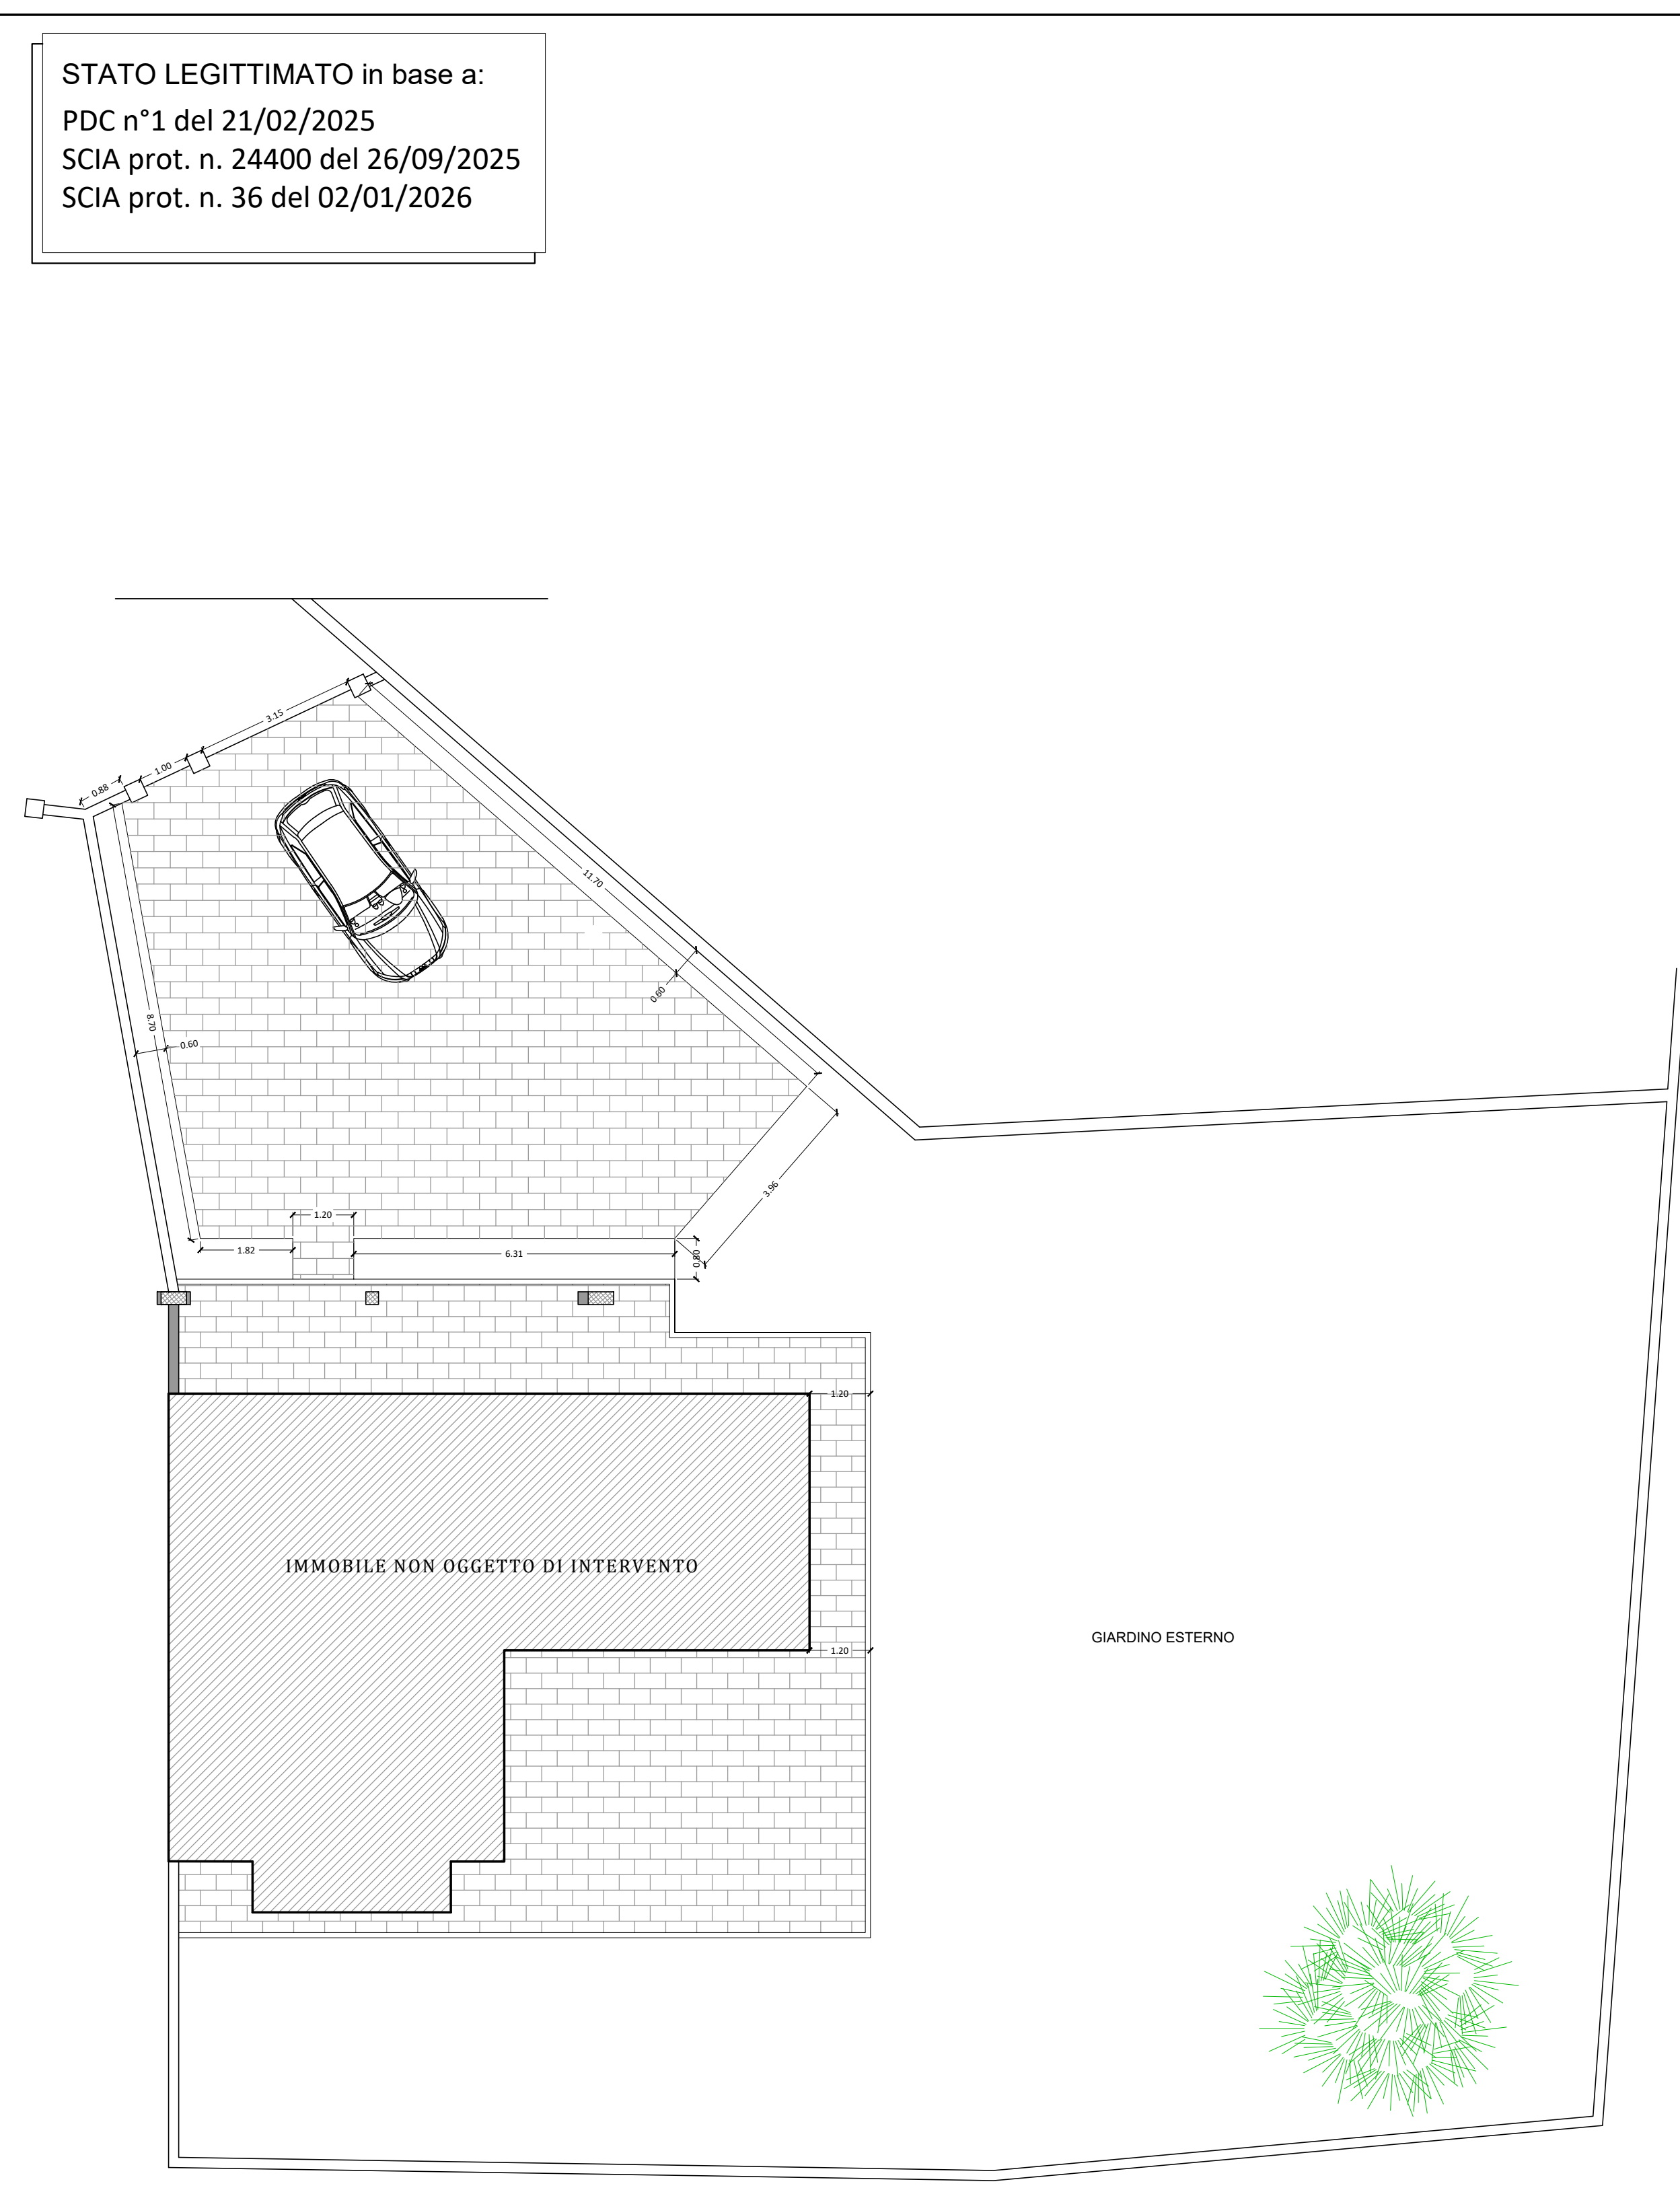 STATO LEGITTIMATO in base a:
PDC n°1 del 21/02/2025
SCIA prot. n. 24400 del 26/09/2025
SCIA prot. n. 36 del 02/01/2026
3.15
1.00
0.88
11.70
0.60
8.70
0.60
3.96
1.20
1.82
6.31
0.80
1.20
IMMOBILE NON OGGETTO DI INTERVENTO
GIARDINO ESTERNO
1.20